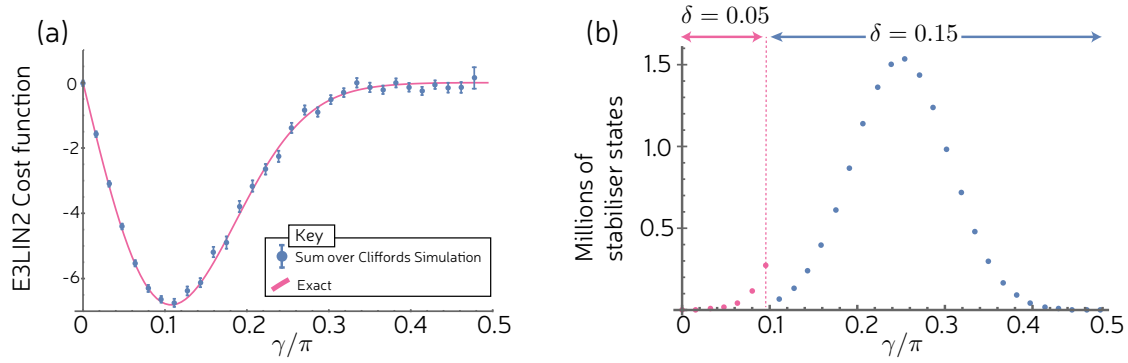 (a)
E3LIN2 Cost function
0
-2
-4
-6
0
0.1
0.2
0.3
0.4
0.5
γ/π
Key
Sum over Cliffords Simulation
Exact
(b)
δ = 0.05
δ = 0.15
Millions of
stabiliser states
1.5
1.0
0.5
0
0.1
0.2
0.3
0.4
0.5
γ/π